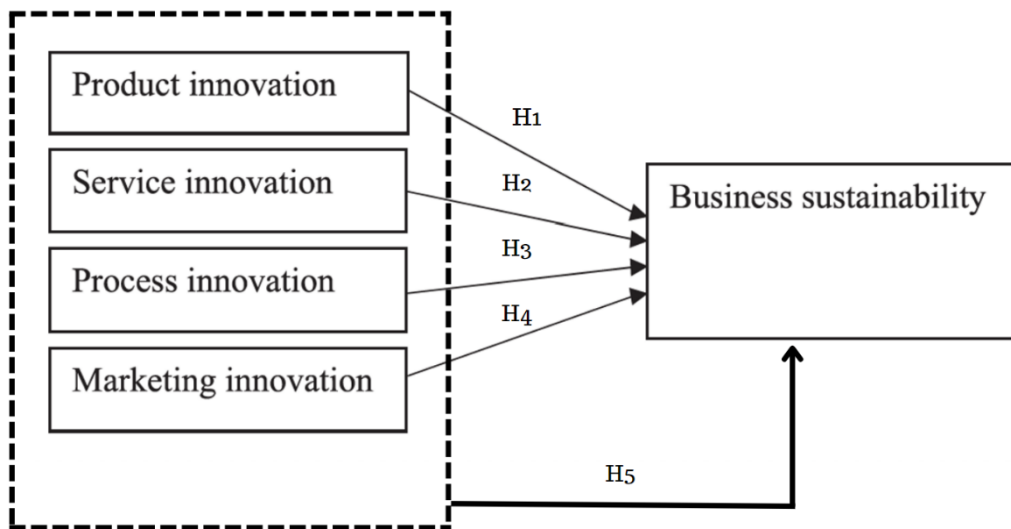 Product innovation
Service innovation
Process innovation
Marketing innovation
H1
H2
H3
H4
H5
Business sustainability